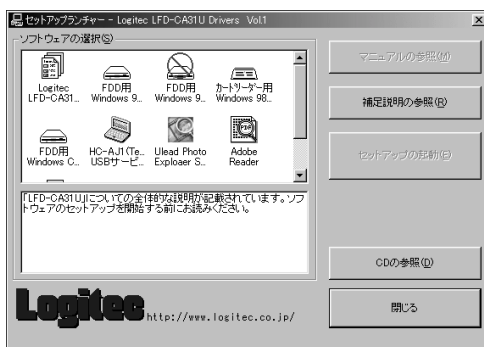 セットアップランチャー - Logitec LFD-CA31U Drivers Vol.1
ソフトウェアの選択(S)
Logitec LFD-CA31...
FDD用 Windows 9...
FDD用 Windows 9...
カードリーダー用 Windows 98...
FDD用 Windows C...
HC-AJ1(Te... USBサービ...
Ulead Photo Exploaer S...
Adobe Reader
「LFD-CA31U」についての全体的な説明が記載されています。ソフ
トウェアのセットアップを開始する前にお読みください。
マニュアルの参照(M)
補足説明の参照(R)
セットアップの起動(E)
CDの参照(D)
閉じる
Logitec http://www.logitec.co.jp/